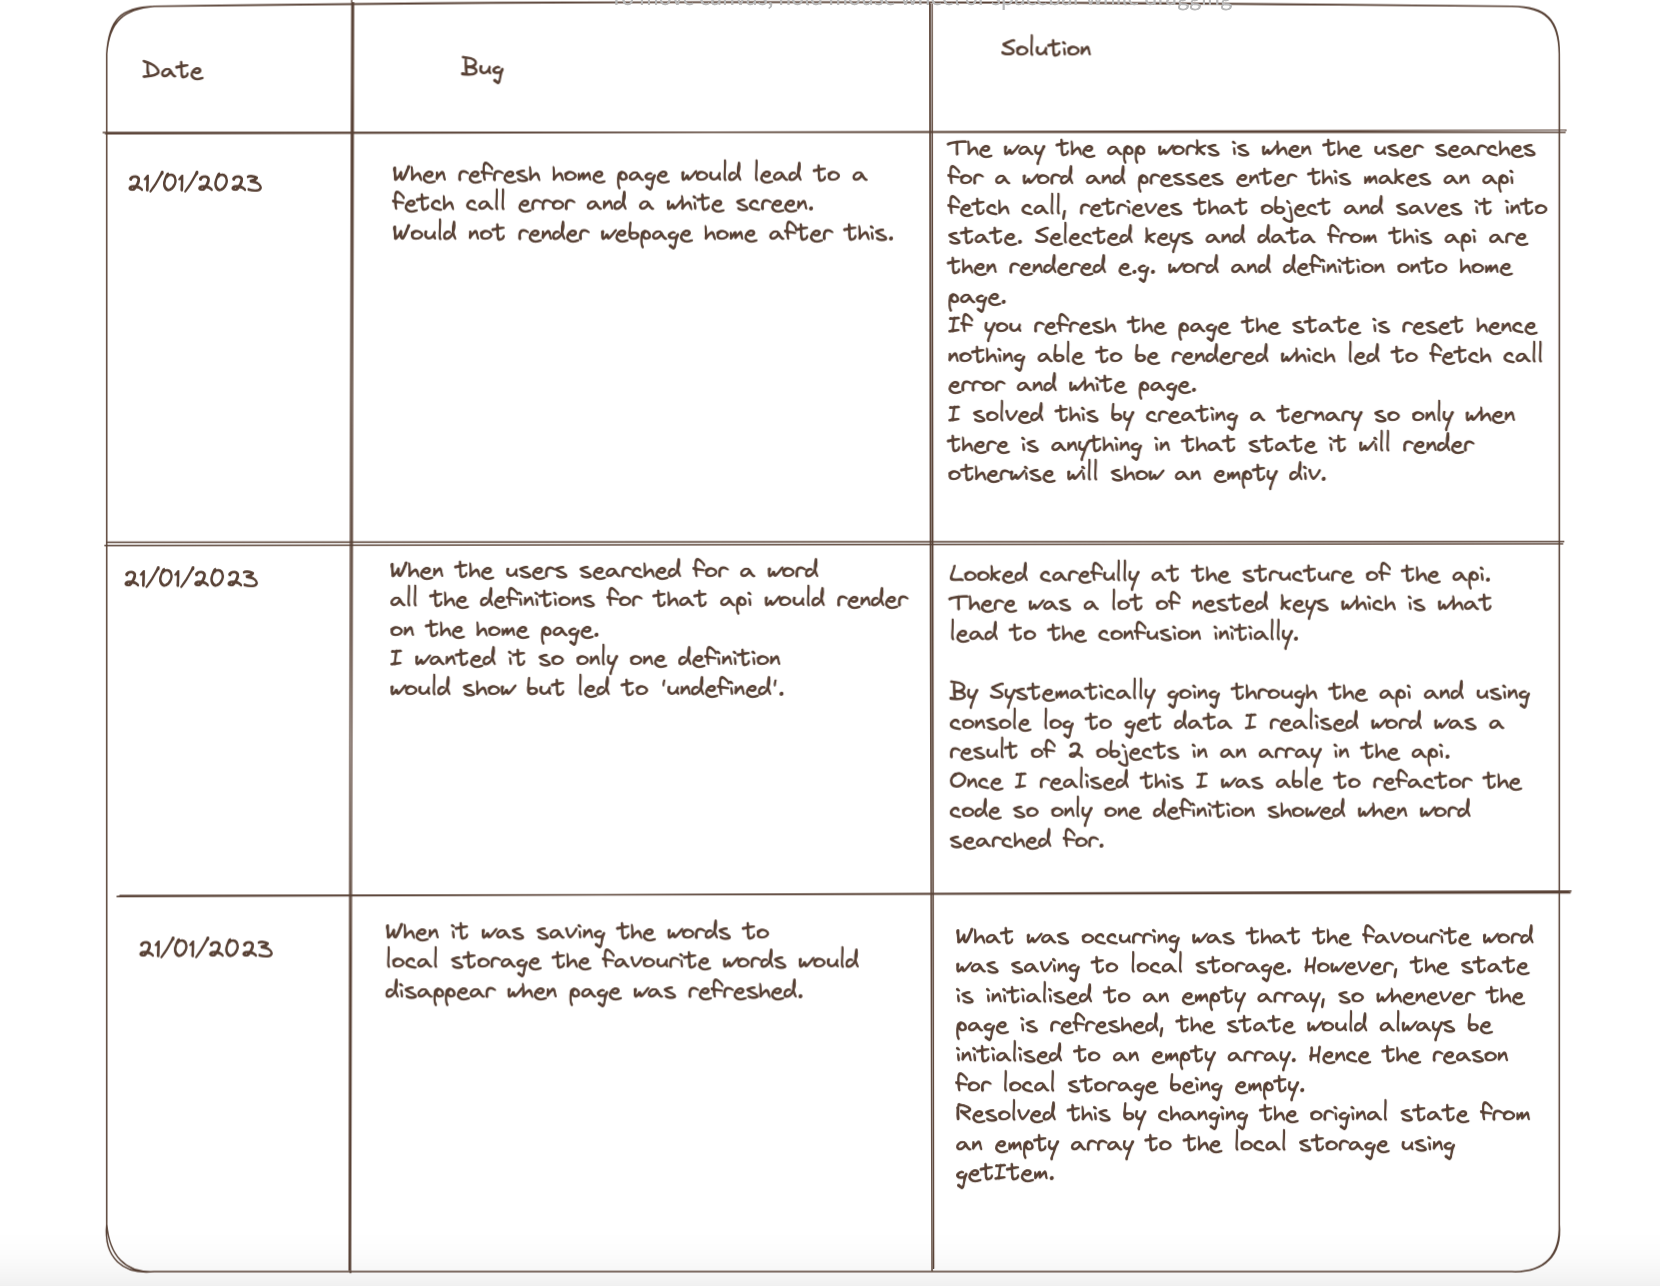 Date
Bug
Solution
21/01/2023
When refresh home page would lead to a
fetch call error and a white screen.
Would not render webpage home after this.
The way the app works is when the user searches
for a word and presses enter this makes an api
fetch call, retrieves that object and saves it into
state. Selected keys and data from this api are
then rendered e.g. word and definition onto home
page.
If you refresh the page the state is reset hence
nothing able to be rendered which led to fetch call
error and white page.
I solved this by creating a ternary so only when
there is anything in that state it will render
otherwise will show an empty div.
21/01/2023
When the users searched for a word
all the definitions for that api would render
on the home page.
I wanted it so only one definition
would show but led to 'undefined'.
Looked carefully at the structure of the api.
There was a lot of nested keys which is what
lead to the confusion initially.
By Systematically going through the api and using
console log to get data I realised word was a
result of 2 objects in an array in the api.
Once I realised this I was able to refactor the
code so only one definition showed when word
searched for.
21/01/2023
When it was saving the words to
local storage the favourite words would
disappear when page was refreshed.
What was occurring was that the favourite word
was saving to local storage. However, the state
is initialised to an empty array, so whenever the
page is refreshed, the state would always be
initialised to an empty array. Hence the reason
for local storage being empty.
Resolved this by changing the original state from
an empty array to the local storage using
getItem.